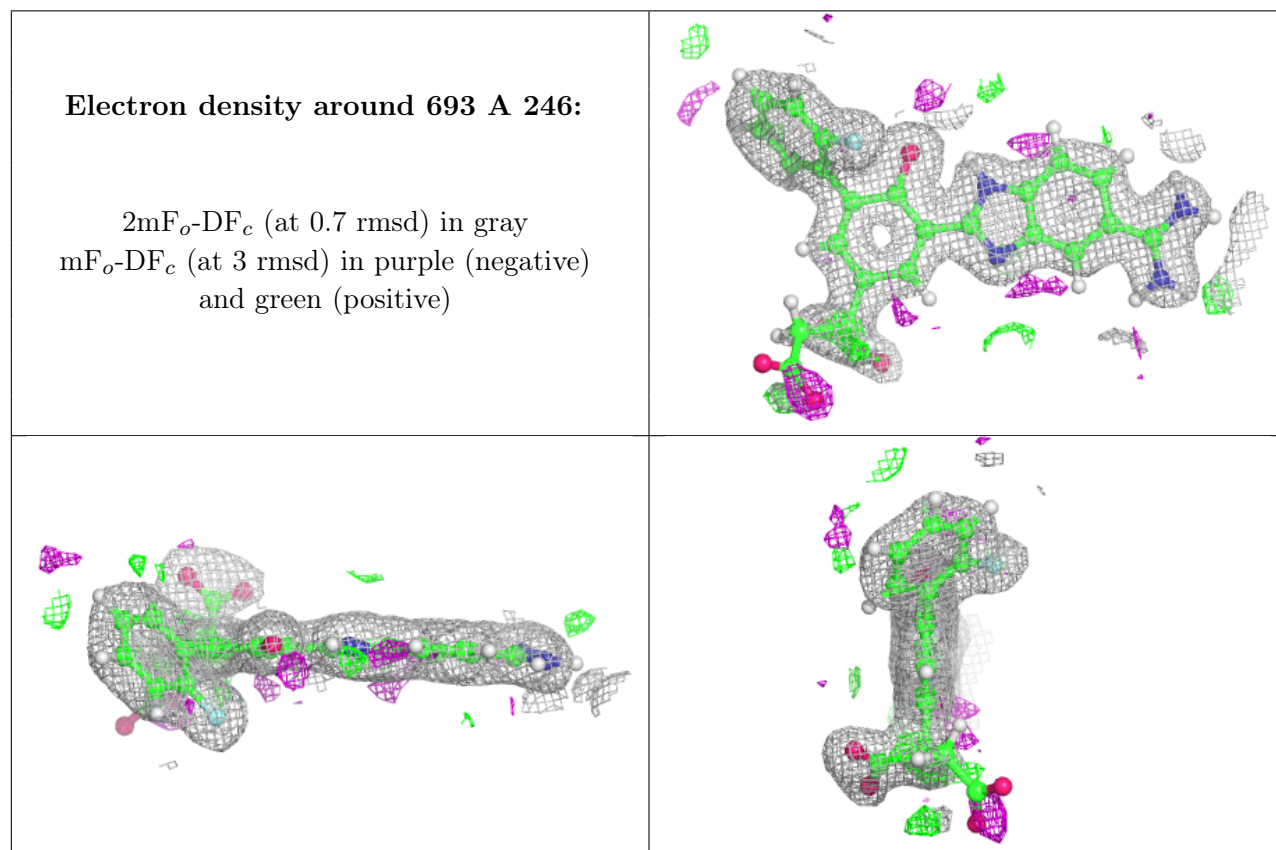 Electron density around 693 A 246:
2mFo-DFc (at 0.7 rmsd) in gray
mFo-DFc (at 3 rmsd) in purple (negative)
and green (positive)